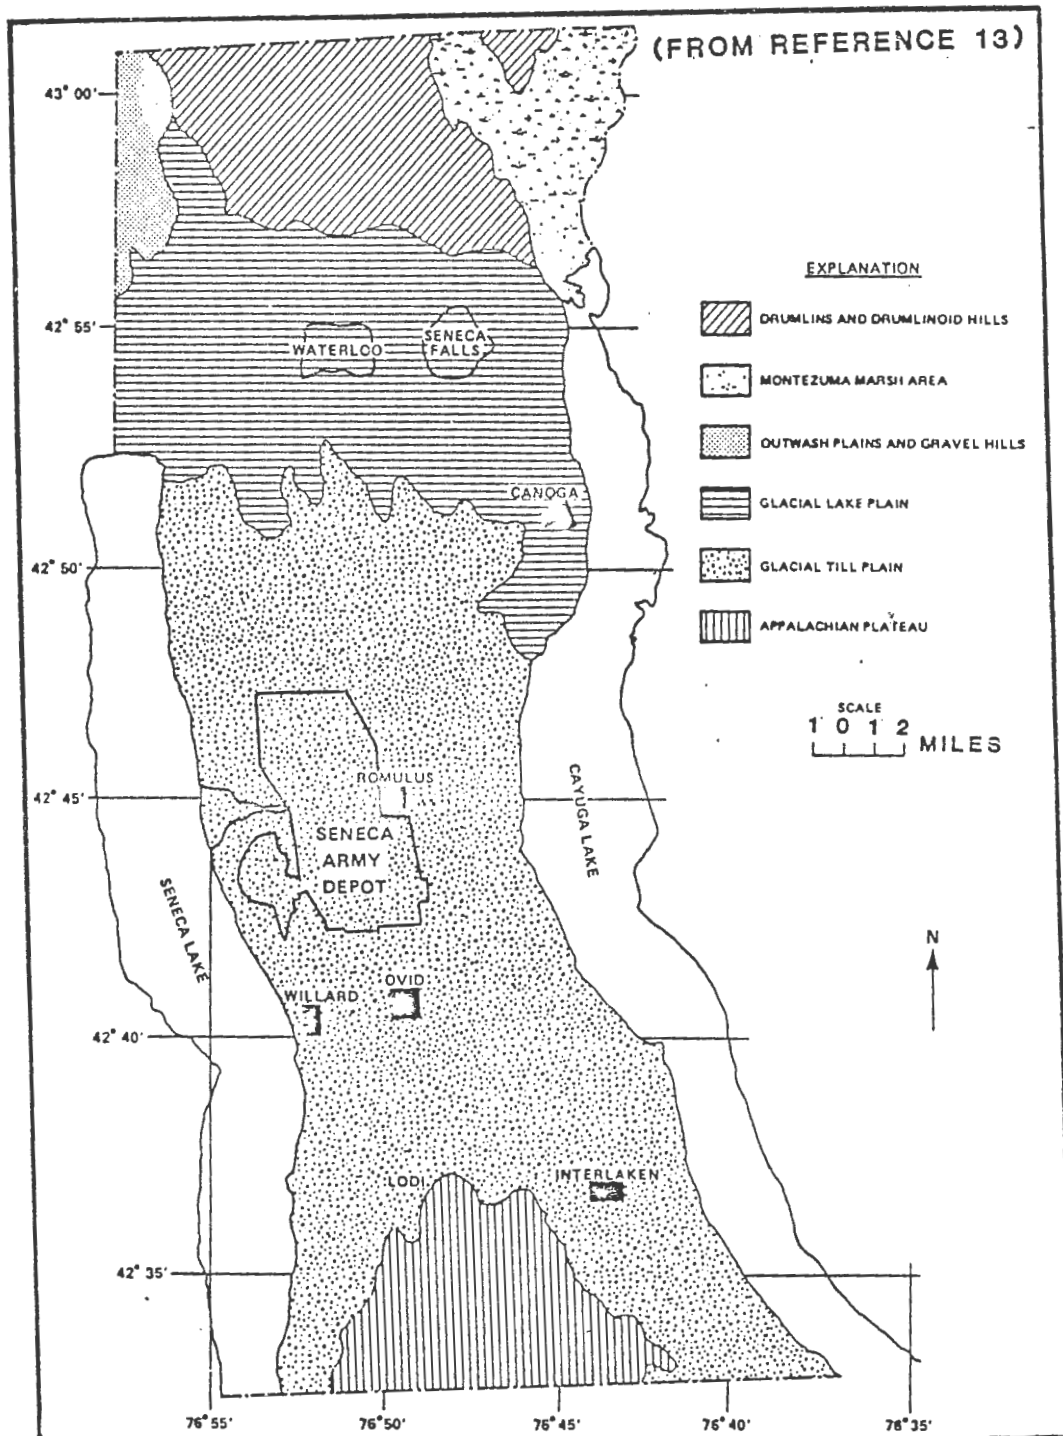 (FROM REFERENCE 13)
43° 00'
EXPLANATION
DRUMLINS AND DRUMLINOID HILLS
42° 55'
WATERLOO
SENECA
FALLS
MONTEZUMA MARSH AREA
OUTWASH PLAINS AND GRAVEL HILLS
CANOGA
GLACIAL LAKE PLAIN
42° 50'
GLACIAL TILL PLAIN
APPALACHIAN PLATEAU
SCALE
1 0 1 2 MILES
ROMULUS
42° 45'
CAYUGA LAKE
SENECA
ARMY
DEPOT
SENECA LAKE
N
WILLARD
OVID
42° 40'
LODI
INTERLAKEN
42° 35'
76° 55'
76° 50'
76° 45'
76° 40'
76° 35'